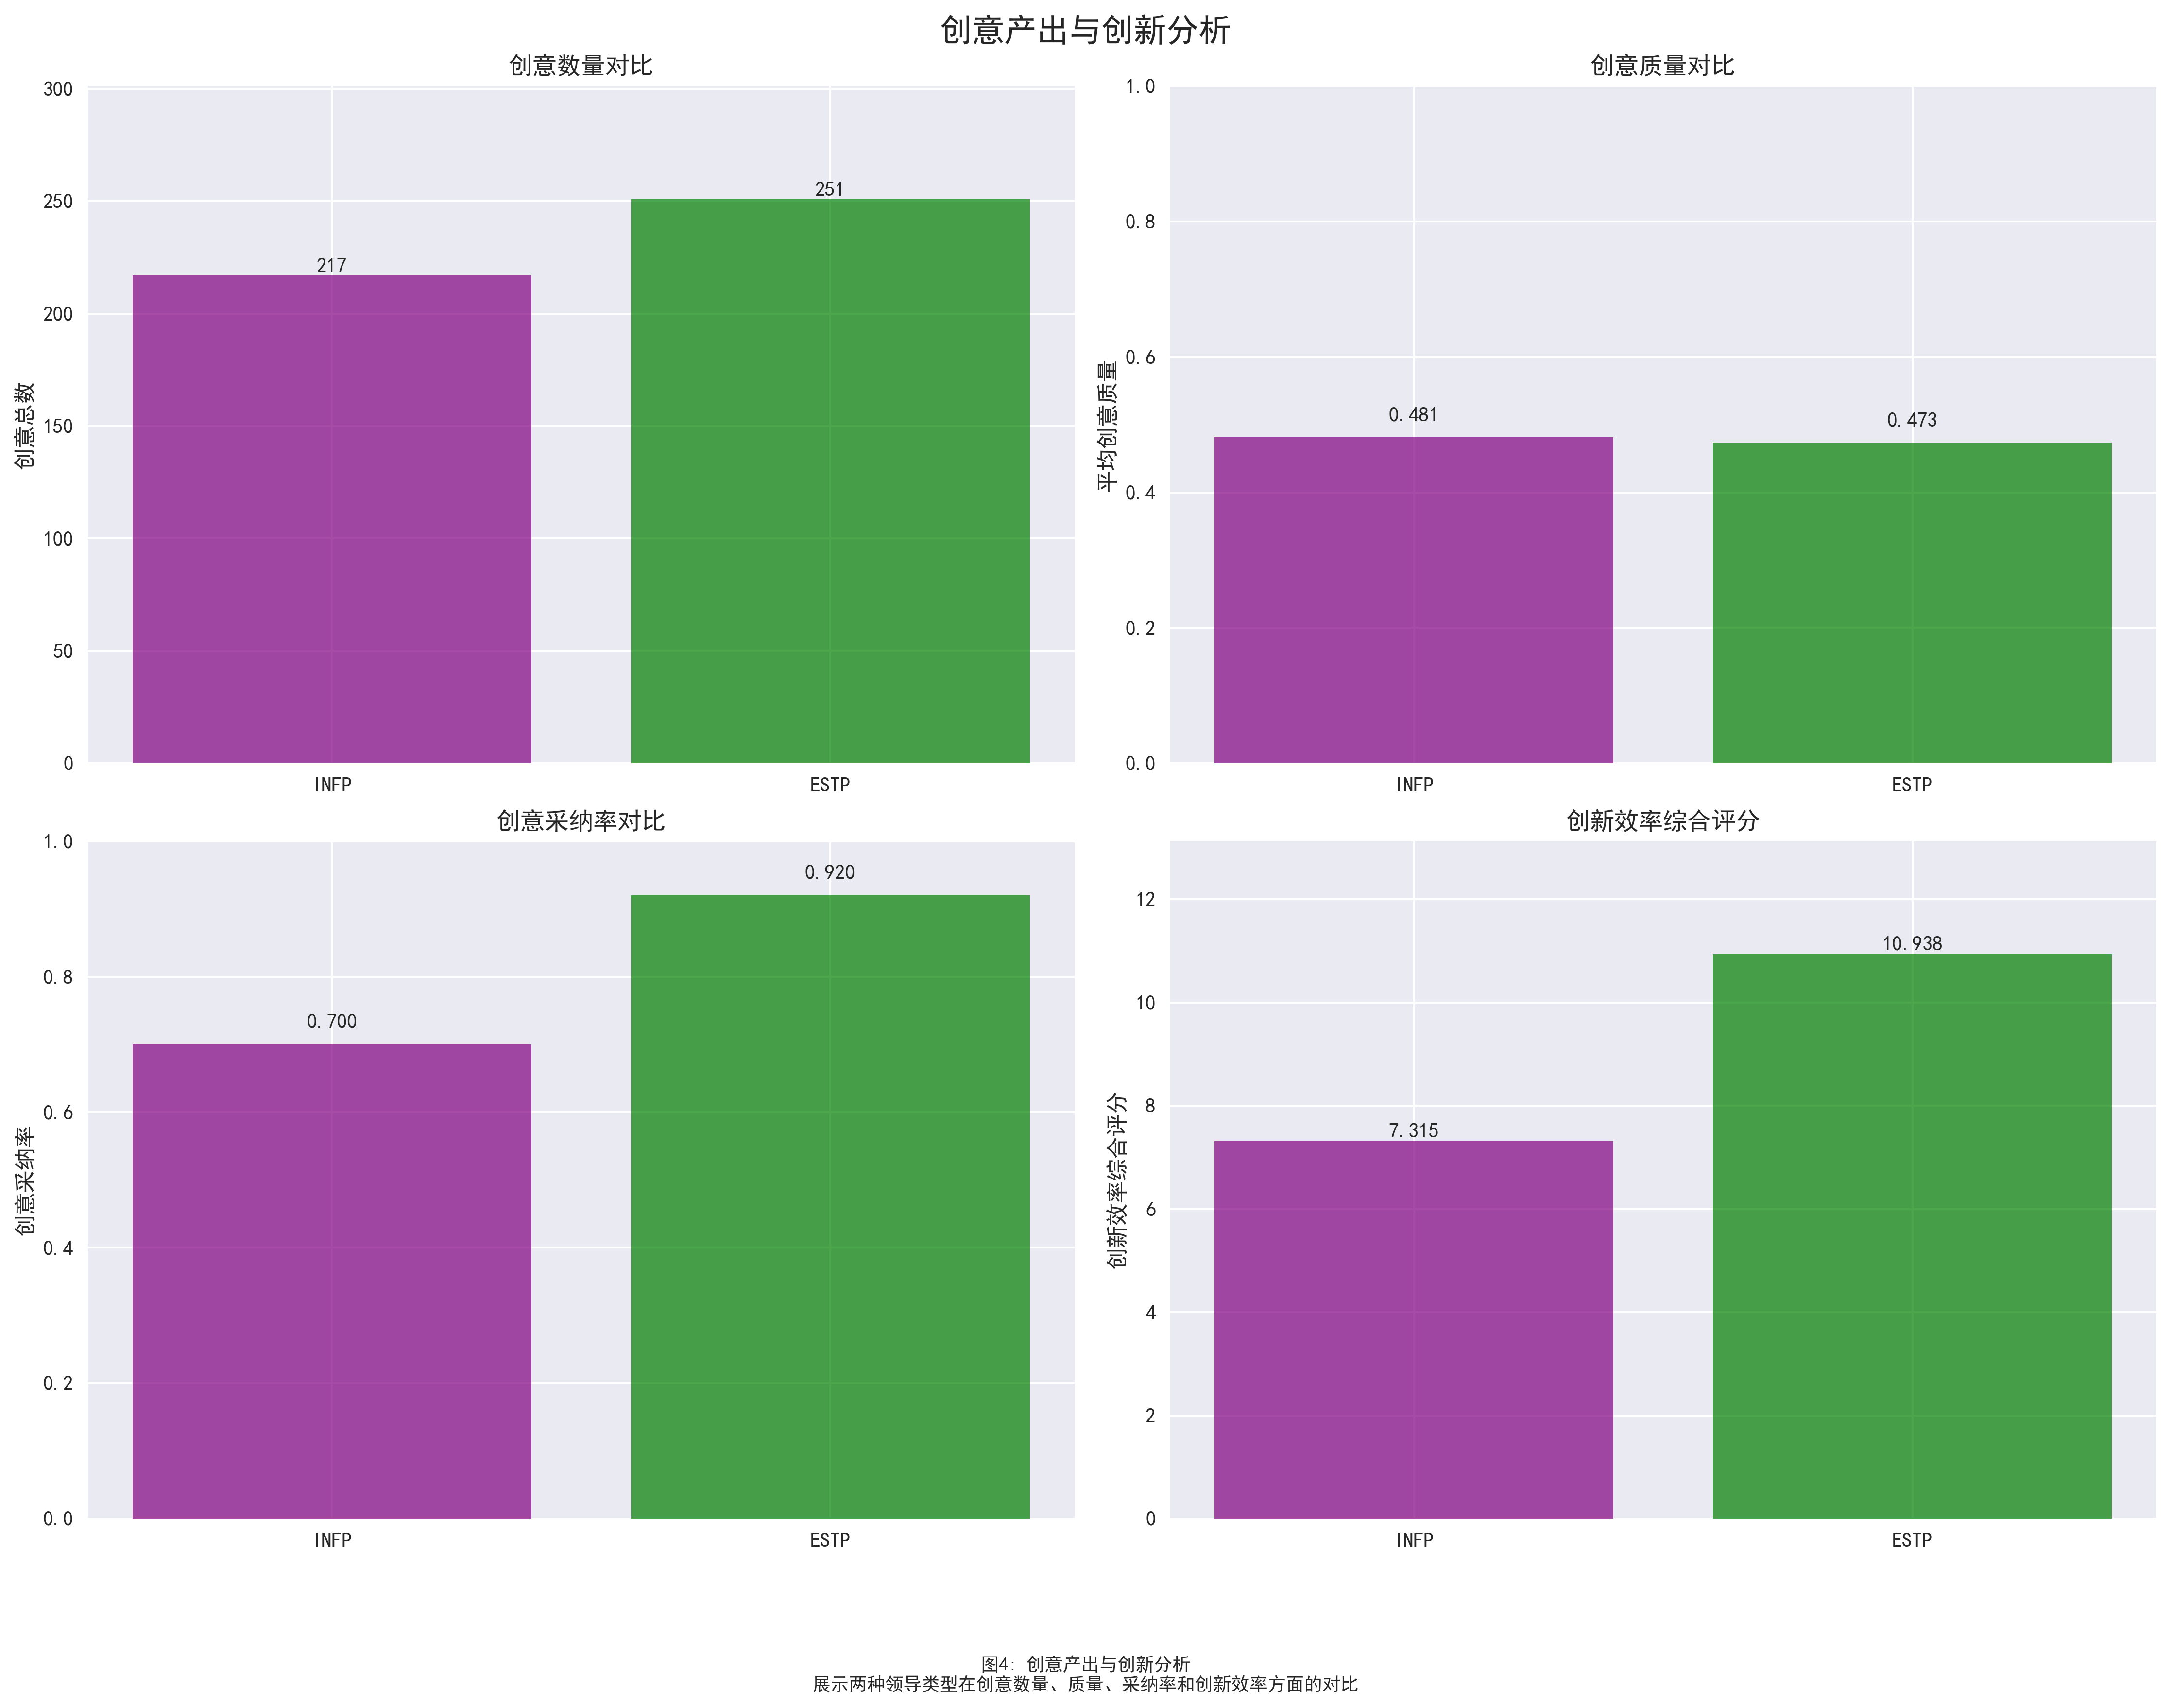 创意产出与创新分析
创意数量对比
300
250
200
150
100
50
0
创意总数
217
251
INFP
ESTP
创意质量对比
1.0
0.8
0.6
0.4
0.2
0.0
平均创意质量
0.481
0.473
INFP
ESTP
创意采纳率对比
1.0
0.8
0.6
0.4
0.2
0.0
创意采纳率
0.700
0.920
INFP
ESTP
创新效率综合评分
12
10
8
6
4
2
0
创新效率综合评分
7.315
10.938
INFP
ESTP
图4: 创意产出与创新分析
展示两种领导类型在创意数量、质量、采纳率和创新效率方面的对比